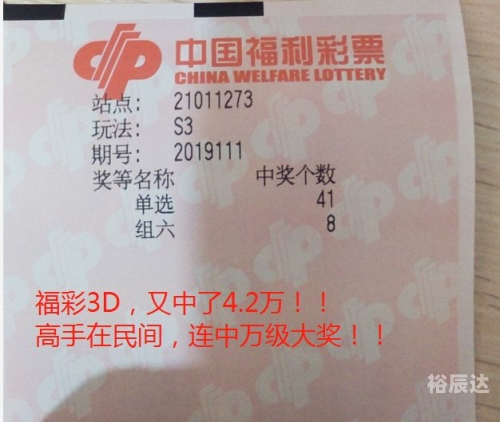 中国福利彩票
CHINA WELFARE LOTTERY
站点: 21011273
玩法: S3
期号: 2019111
奖等名称 中奖个数
单选 41
组六 8
福彩3D，又中了4.2万！！
高手在民间，连中万级大奖！！
裕辰达